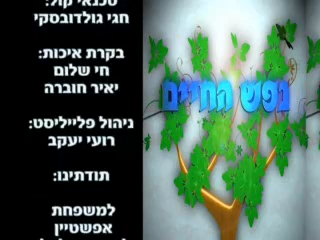 טכנאי קול:
חגי גולדובסקי
בקרת איכות:
חי שלום
יאיר חוברה
ניהול פלייליסט:
רועי יעקב
תודתינו:
למשפחת
אפשטיין
נפש החיים